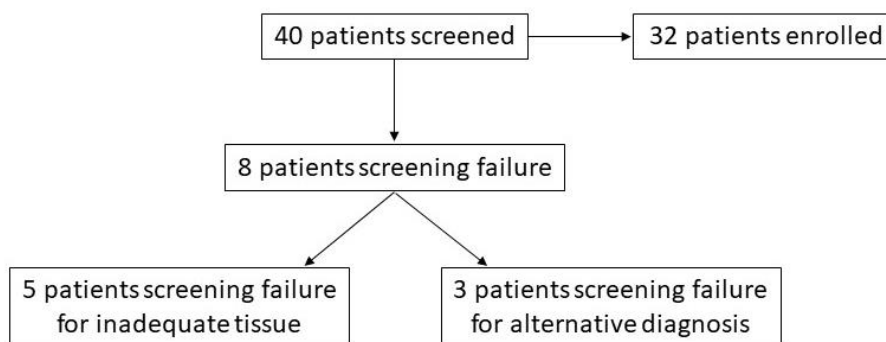 40 patients screened
32 patients enrolled
8 patients screening failure
5 patients screening failure
for inadequate tissue
3 patients screening failure
for alternative diagnosis